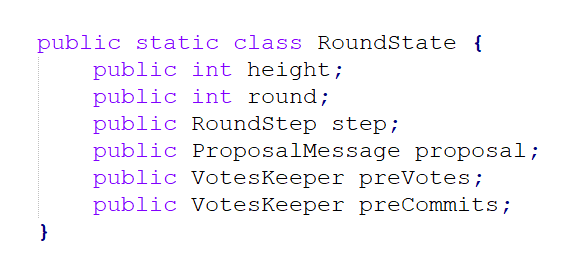 public static class RoundState {
    public int height;
    public int round;
    public RoundStep step;
    public ProposalMessage proposal;
    public VotesKeeper preVotes;
    public VotesKeeper preCommits;
}